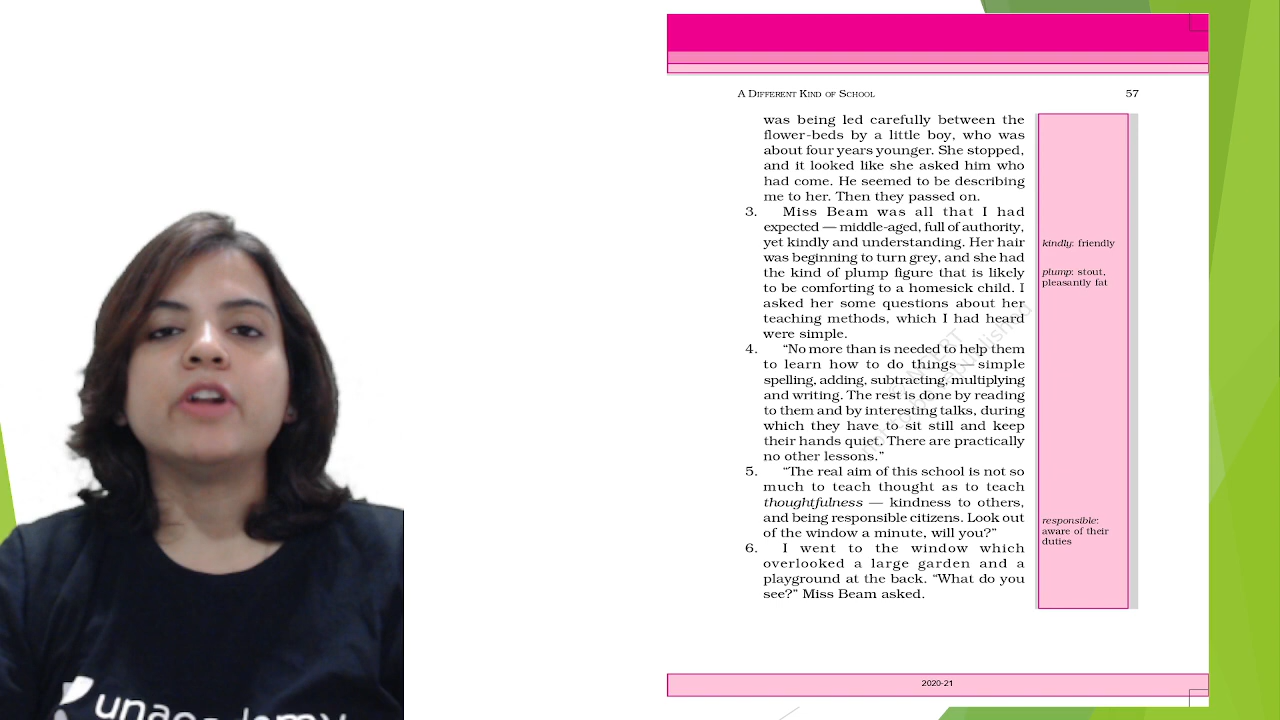 A DIFFERENT KIND OF SCHOOL 57
was being led carefully between the
flower-beds by a little boy, who was
about four years younger. She stopped,
and it looked like she asked him who
had come. He seemed to be describing
me to her. Then they passed on.
3. Miss Beam was all that I had
expected — middle-aged, full of authority,
yet kindly and understanding. Her hair
was beginning to turn grey, and she had
the kind of plump figure that is likely
to be comforting to a homesick child. I
asked her some questions about her
teaching methods, which I had heard
were simple.
4. “No more than is needed to help them
to learn how to do things — simple
spelling, adding, subtracting, multiplying
and writing. The rest is done by reading
to them and by interesting talks, during
which they have to sit still and keep
their hands quiet. There are practically
no other lessons.”
5. “The real aim of this school is not so
much to teach thought as to teach
thoughtfulness — kindness to others,
and being responsible citizens. Look out
of the window a minute, will you?”
6. I went to the window which
overlooked a large garden and a
playground at the back. “What do you
see?” Miss Beam asked.
kindly: friendly
plump: stout,
pleasantly fat
responsible:
aware of their
duties
2020-21